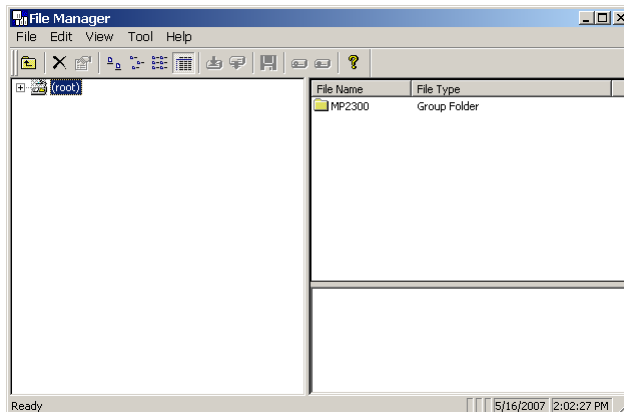 File Manager
File Edit View Tool Help
(root)
File Name File Type
MP2300 Group Folder
Ready 5/16/2007 2:02:27 PM